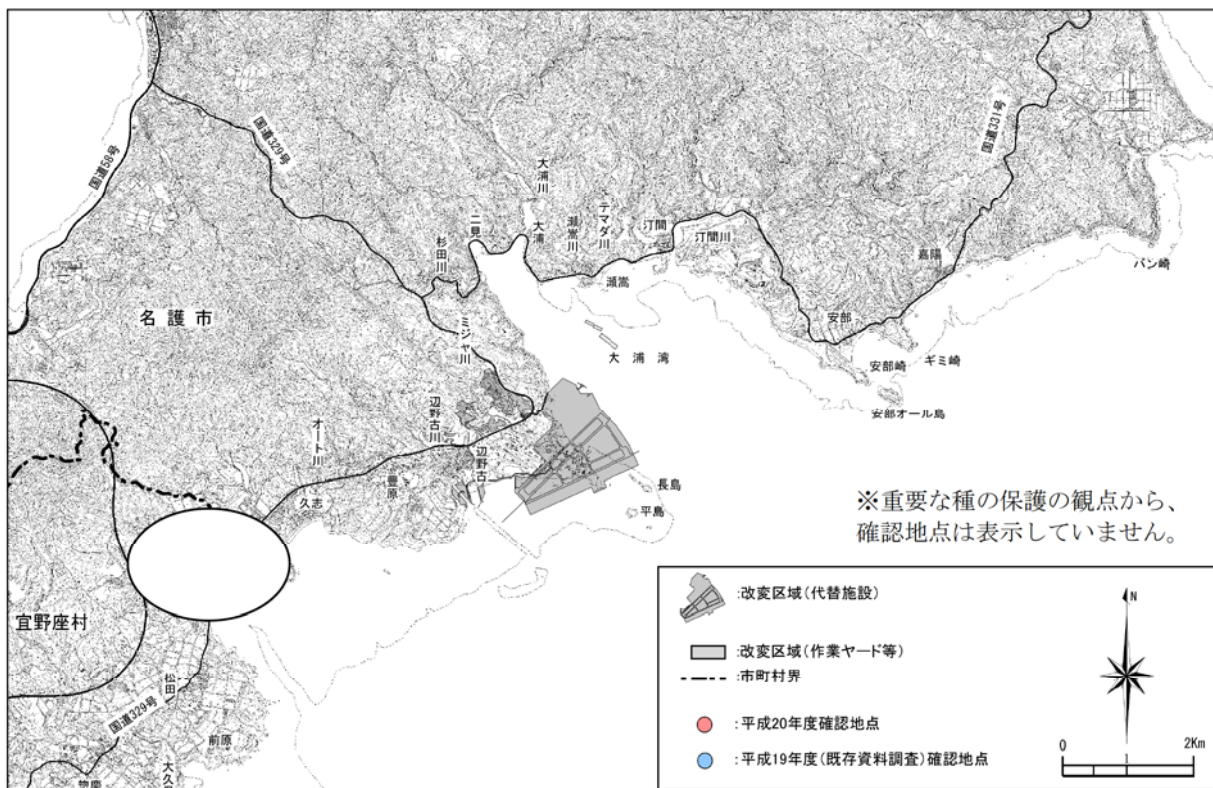 国道58号
国道329号
国道331号
大浦川
大浦
二見
杉田川
瀬嵩川
テマダ川
汀間
汀間川
嘉陽
バン崎
瀬嵩
名護市
ミジャ川
大浦湾
安部
安部崎
ギミ崎
安部オール島
辺野古川
オート川
辺野古
豊原
久志
長島
平島
※重要な種の保護の観点から、
確認地点は表示していません。
宜野座村
松田
国道329号
前原
:改変区域(代替施設)
:改変区域(作業ヤード等)
:市町村界
:平成20年度確認地点
:平成19年度(既存資料調査)確認地点
N
0
1
2Km